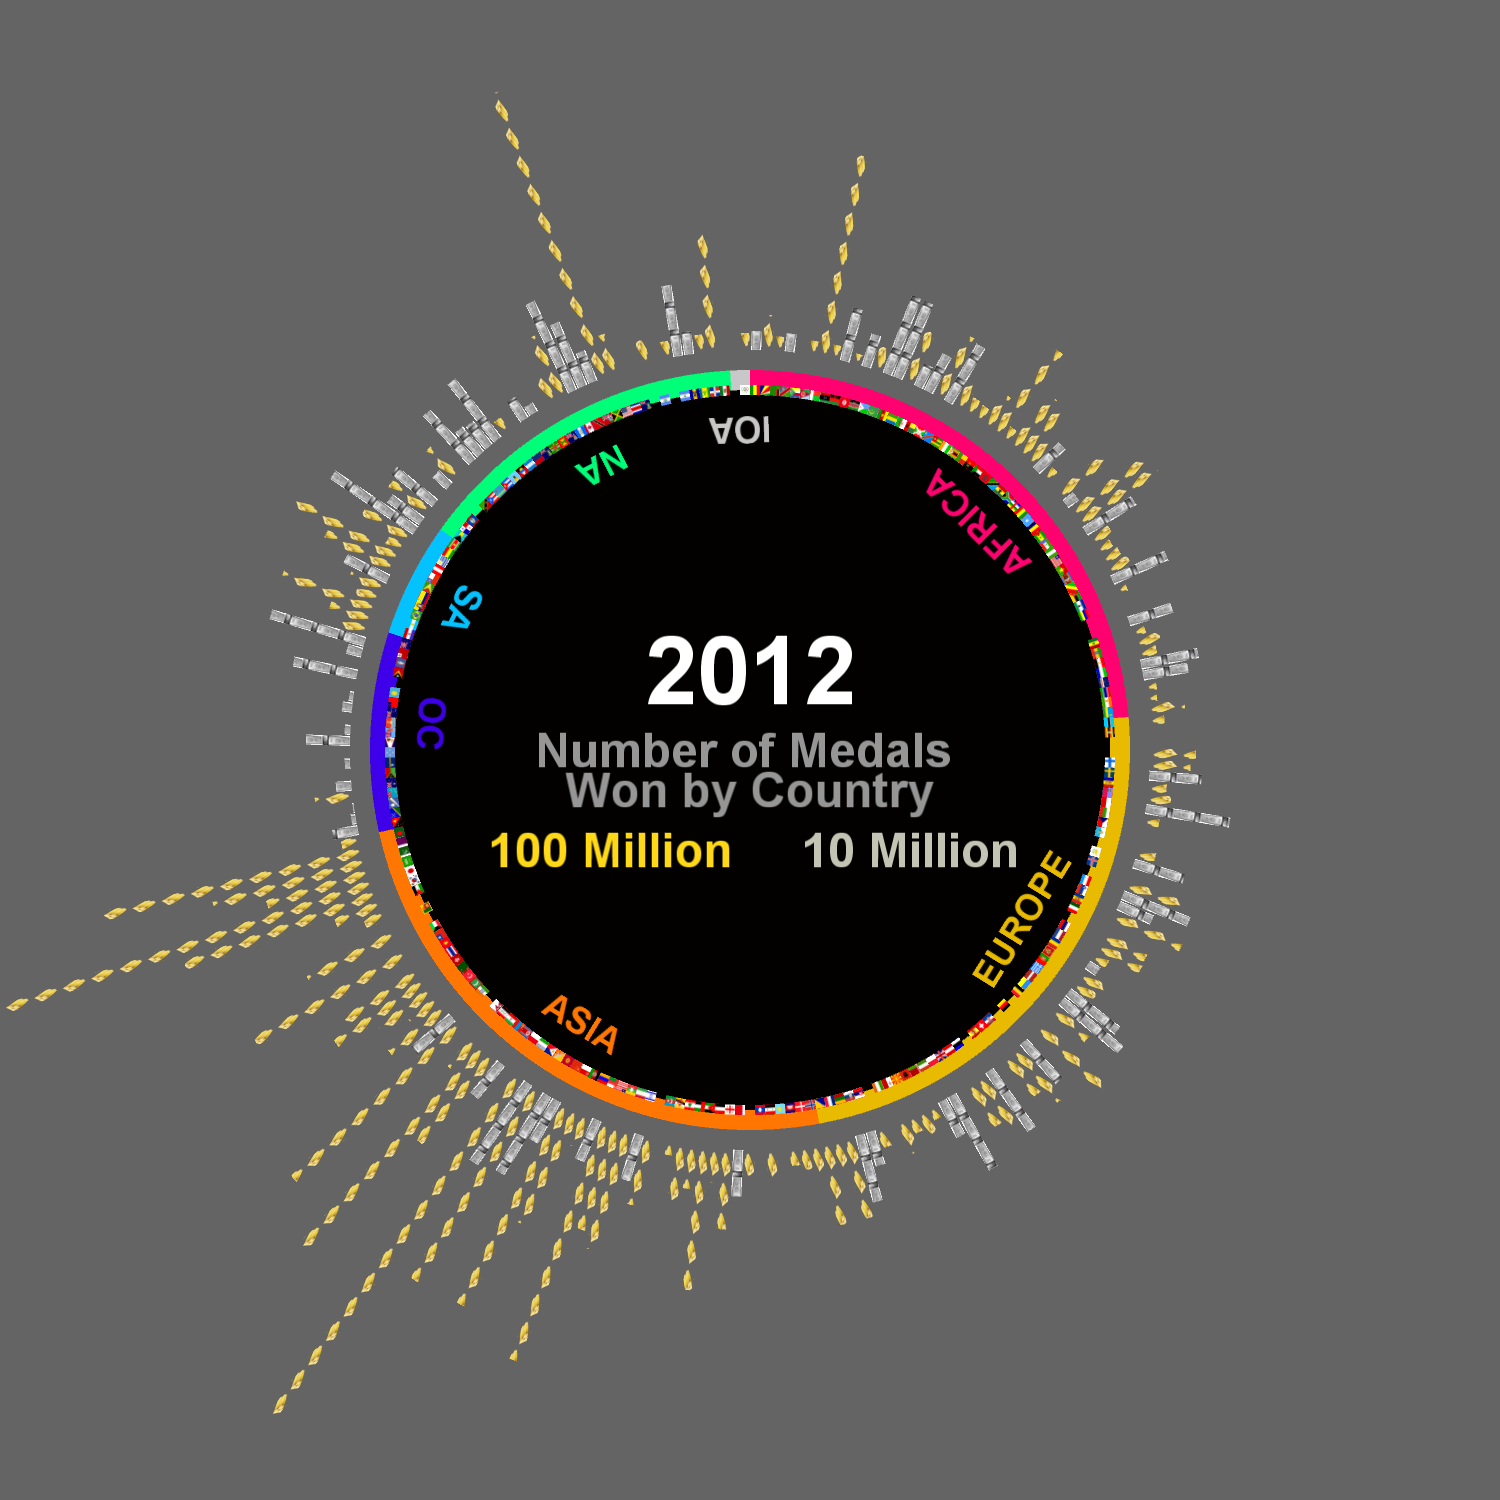 IOA
NA
AFRICA
SA
2012
OC
Number of Medals
Won by Country
100 Million 10 Million
EUROPE
ASIA